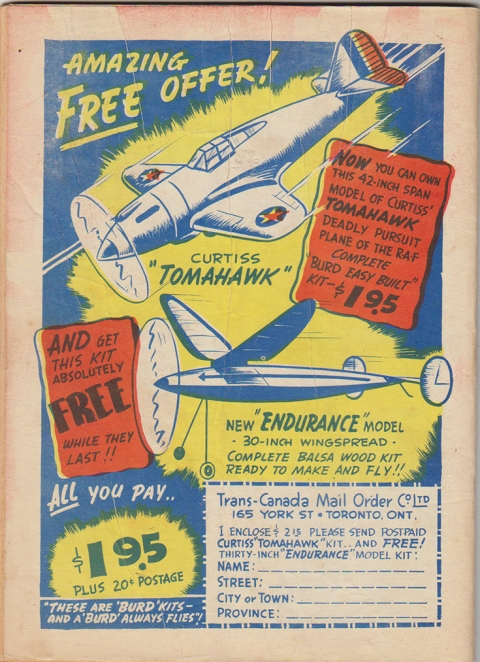 AMAZING
FREE OFFER!
NOW YOU CAN OWN
THIS 42-INCH SPAN
MODEL OF CURTISS'
TOMAHAWK
DEADLY PURSUIT
PLANE OF THE R.A.F
COMPLETE
"BURD EASY BUILT"
KIT-$1.95
CURTISS
"TOMAHAWK"
AND GET
THIS KIT
ABSOLUTELY
FREE
WHILE THEY
LAST!!
NEW "ENDURANCE" MODEL
- 30-INCH WINGSPREAD -
COMPLETE BALSA WOOD KIT
READY TO MAKE AND FLY!!
ALL YOU PAY..
$1.95
PLUS 20¢ POSTAGE
"THESE ARE 'BURD' KITS-
AND A 'BURD' ALWAYS FLIES"!
Trans-Canada Mail Order Co LTD
165 YORK ST • TORONTO, ONT.
I ENCLOSE $2.15 PLEASE SEND POSTPAID
CURTISS "TOMAHAWK" KIT... AND FREE!
THIRTY-INCH "ENDURANCE" MODEL KIT:
NAME:
STREET:
CITY or TOWN:
PROVINCE: